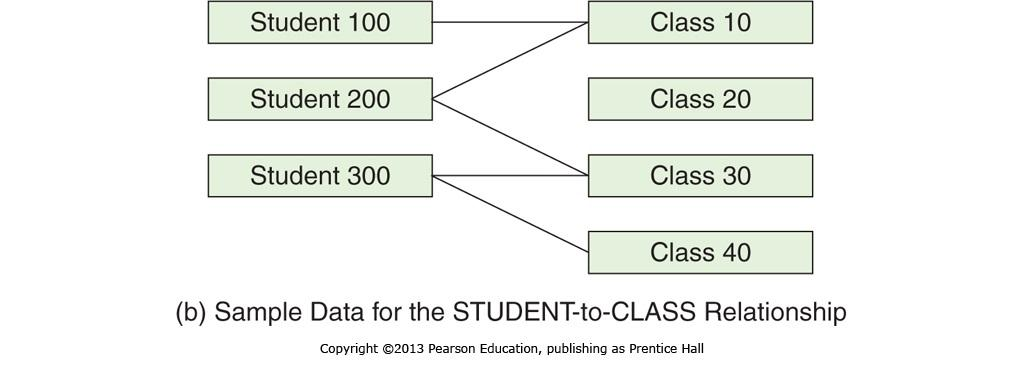 Student 100
Class 10
Student 200
Class 20
Student 300
Class 30
Class 40
(b) Sample Data for the STUDENT-to-CLASS Relationship
Copyright ©2013 Pearson Education, publishing as Prentice Hall